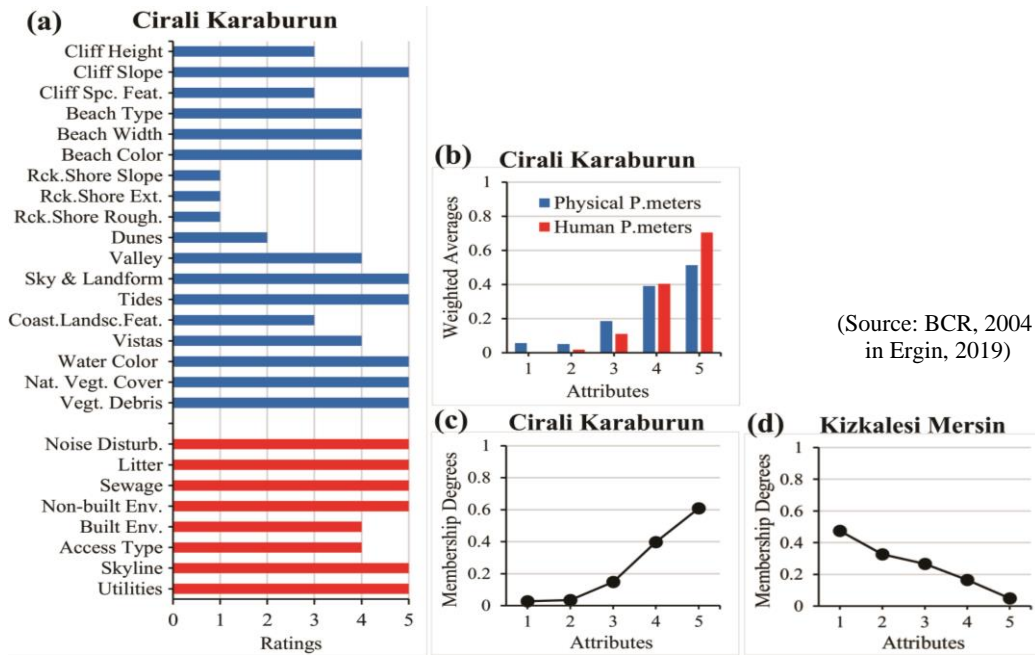 (a)
Cirali Karaburun
Cliff Height
Cliff Slope
Cliff Spc. Feat.
Beach Type
Beach Width
Beach Color
Rck.Shore Slope
Rck.Shore Ext.
Rck.Shore Rough.
Dunes
Valley
Sky & Landform
Tides
Coast.Landsc.Feat.
Vistas
Water Color
Nat. Vegt. Cover
Vegt. Debris
Noise Disturb.
Litter
Sewage
Non-built Env.
Built Env.
Access Type
Skyline
Utilities
0 1 2 3 4 5
Ratings
(b)
Cirali Karaburun
Weighted Averages
1
0.8
0.6
0.4
0.2
0
Physical P.meters
Human P.meters
1 2 3 4 5
Attributes
(Source: BCR, 2004
in Ergin, 2019)
(c)
Cirali Karaburun
Membership Degrees
1
0.8
0.6
0.4
0.2
0
1 2 3 4 5
Attributes
(d)
Kizkalesi Mersin
Membership Degrees
1
0.8
0.6
0.4
0.2
0
1 2 3 4 5
Attributes